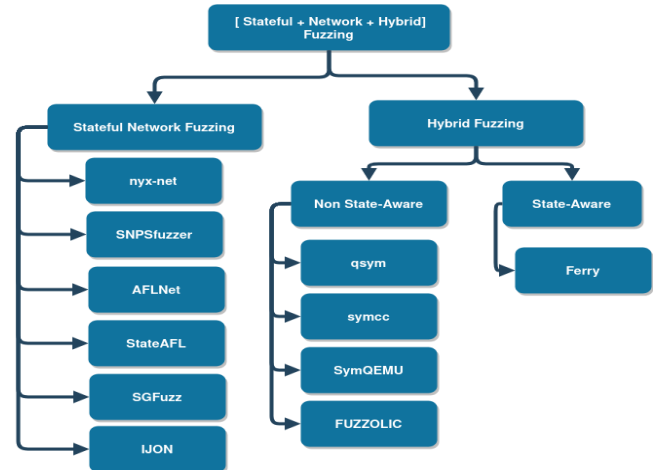 [ Stateful + Network + Hybrid]
Fuzzing
Stateful Network Fuzzing
nyx-net
SNPSfuzzer
AFLNet
StateAFL
SGFuzz
IJON
Hybrid Fuzzing
Non State-Aware
qsym
symcc
SymQEMU
FUZZOLIC
State-Aware
Ferry